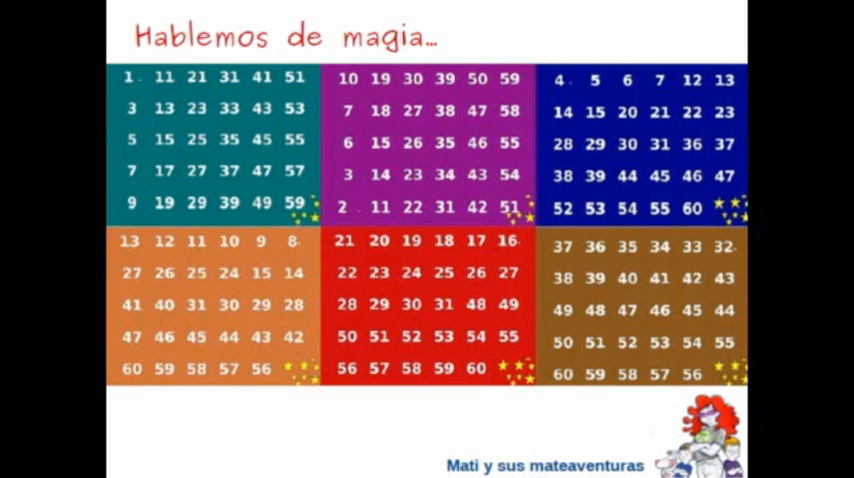 Hablemos de magia...
1 11 21 31 41 51
3 13 23 33 43 53
5 15 25 35 45 55
7 17 27 37 47 57
9 19 29 39 49 59
10 19 30 39 50 59
7 18 27 38 47 58
6 15 26 35 46 55
3 14 23 34 43 54
2 11 22 31 42 51
4 5 6 7 12 13
14 15 20 21 22 23
28 29 30 31 36 37
38 39 44 45 46 47
52 53 54 55 60
13 12 11 10 9 8
27 26 25 24 15 14
41 40 31 30 29 28
47 46 45 44 43 42
60 59 58 57 56
21 20 19 18 17 16
22 23 24 25 26 27
28 29 30 31 48 49
50 51 52 53 54 55
56 57 58 59 60
37 36 35 34 33 32
38 39 40 41 42 43
49 48 47 46 45 44
50 51 52 53 54 55
60 59 58 57 56
Mati y sus mateaventuras